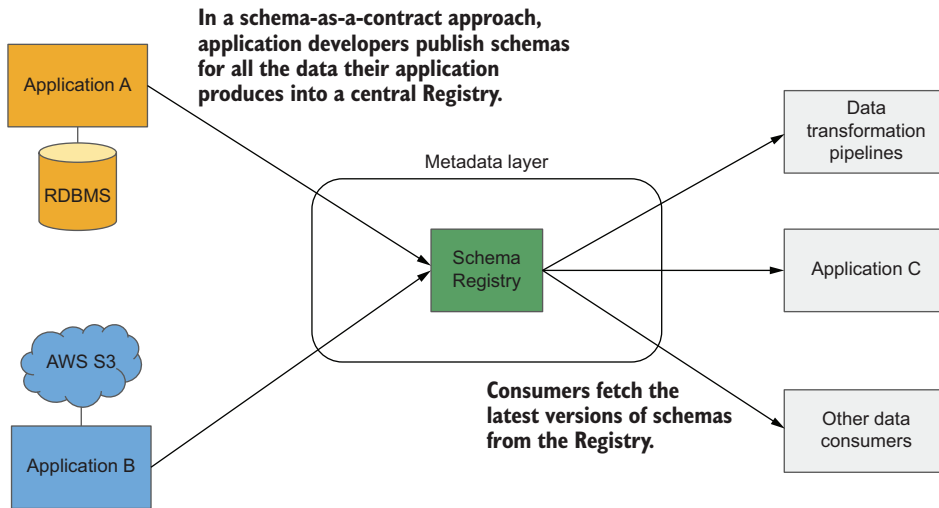 In a schema-as-a-contract approach,
application developers publish schemas
for all the data their application
produces into a central Registry.
Application A
RDBMS
Metadata layer
Schema
Registry
Data
transformation
pipelines
Application C
AWS S3
Application B
Consumers fetch the
latest versions of schemas
from the Registry.
Other data
consumers